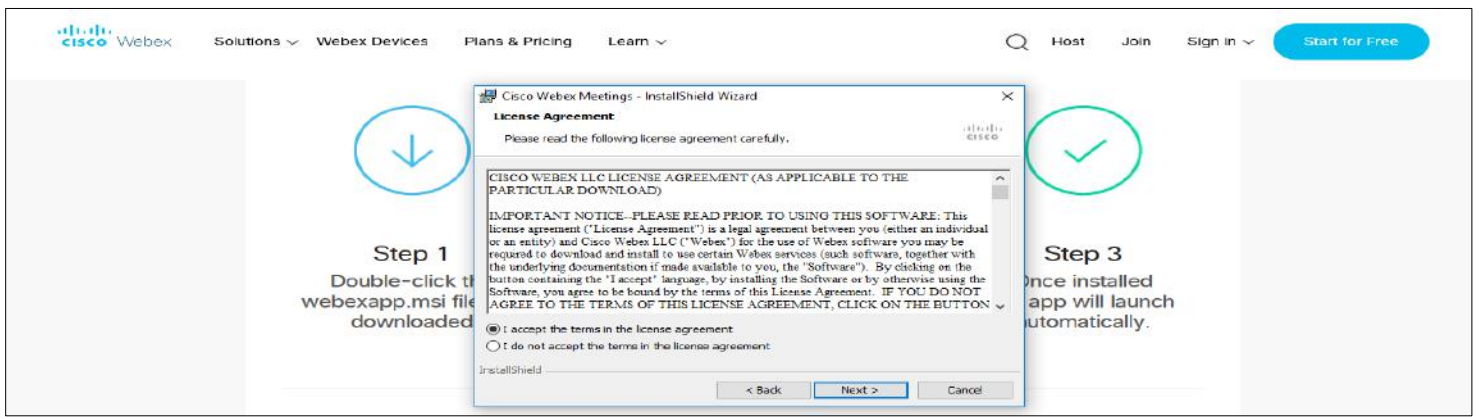 cisco Webex Solutions Webex Devices Plans & Pricing Learn Host Join Sign in Start for Free
Cisco Webex Meetings - InstallShield Wizard
License Agreement
Please read the following license agreement carefully.
cisco
CISCO WEBEX LLC LICENSE AGREEMENT (AS APPLICABLE TO THE
PARTICULAR DOWNLOAD)
IMPORTANT NOTICE--PLEASE READ PRIOR TO USING THIS SOFTWARE: This
license agreement ("License Agreement") is a legal agreement between you (either an individual
or an entity) and Cisco Webex LLC ("Webex") for the use of Webex software you may be
required to download and install to use certain Webex services (such software, together with
the underlying documentation if made available to you, the "Software"). By clicking on the
button containing the "I accept" language, by installing the Software or by otherwise using the
Software, you agree to be bound by the terms of this License Agreement. IF YOU DO NOT
AGREE TO THE TERMS OF THIS LICENSE AGREEMENT, CLICK ON THE BUTTON
I accept the terms in the license agreement
I do not accept the terms in the license agreement
InstallShield
< Back Next > Cancel
Step 1
Double-click th
webexapp.msi file
downloaded
Step 3
Once installed
app will launch
utomatically.